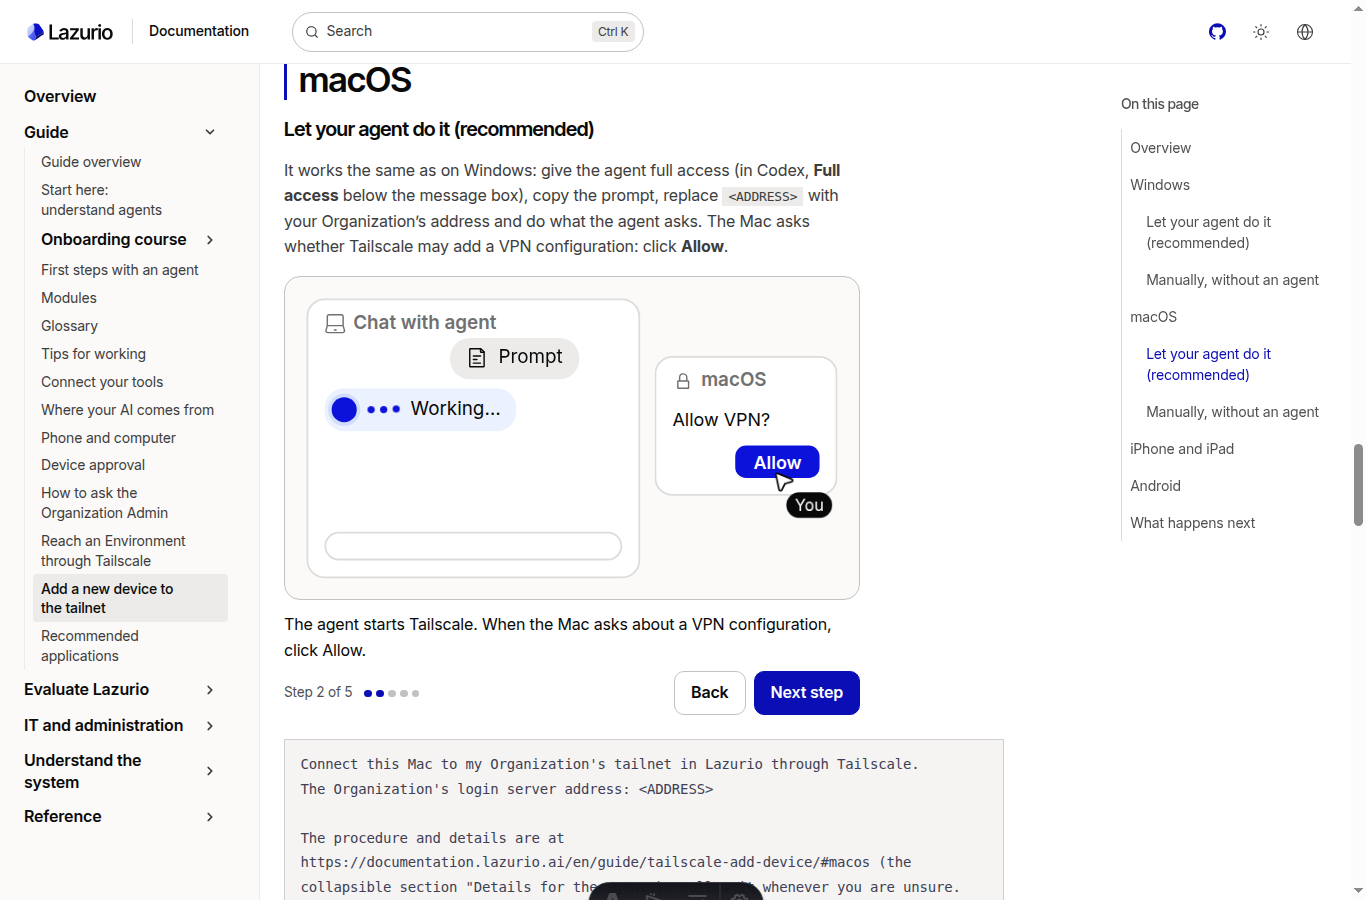 Lazurio
Documentation
Search
Ctrl K
Overview
Guide
Guide overview
Start here:
understand agents
Onboarding course
First steps with an agent
Modules
Glossary
Tips for working
Connect your tools
Where your AI comes from
Phone and computer
Device approval
How to ask the
Organization Admin
Reach an Environment
through Tailscale
Add a new device to
the tailnet
Recommended
applications
Evaluate Lazurio
IT and administration
Understand the
system
Reference
macOS
Let your agent do it (recommended)
It works the same as on Windows: give the agent full access (in Codex, Full
access below the message box), copy the prompt, replace <ADDRESS> with
your Organization’s address and do what the agent asks. The Mac asks
whether Tailscale may add a VPN configuration: click Allow.
Chat with agent
Prompt
Working...
macOS
Allow VPN?
Allow
You
The agent starts Tailscale. When the Mac asks about a VPN configuration,
click Allow.
Step 2 of 5
Back
Next step
Connect this Mac to my Organization's tailnet in Lazurio through Tailscale.
The Organization's login server address: <ADDRESS>
The procedure and details are at
https://documentation.lazurio.ai/en/guide/tailscale-add-device/#macos (the
collapsible section "Details for the whenever you are unsure.
On this page
Overview
Windows
Let your agent do it
(recommended)
Manually, without an agent
macOS
Let your agent do it
(recommended)
Manually, without an agent
iPhone and iPad
Android
What happens next